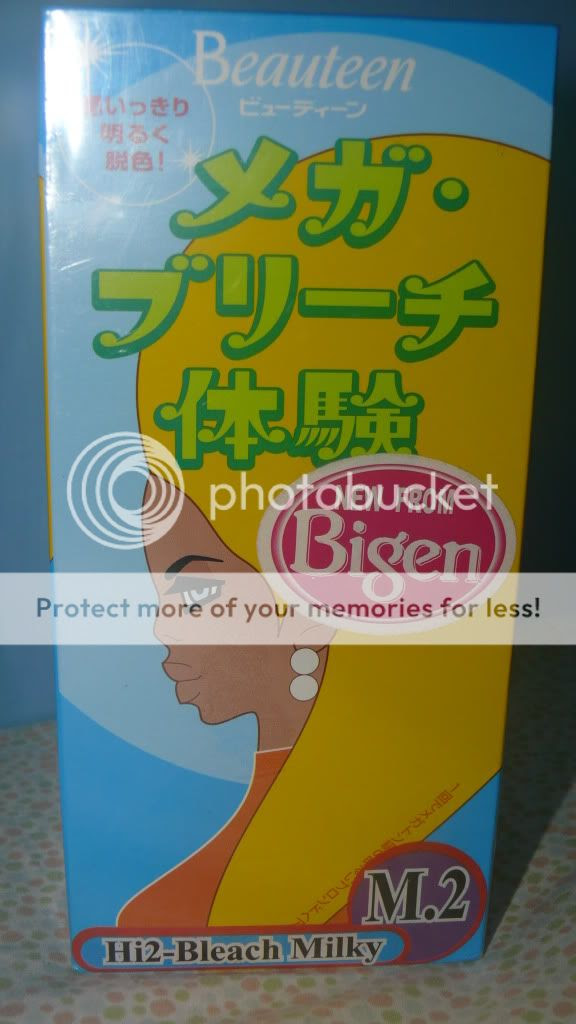 Beauteen
ビューティーン
思いっきり
明るく
脱色!
メガ・
ブリーチ
体験
photobucket
NEW FROM
Bigen
Protect more of your memories for less!
M.2
Hi2-Bleach Milky